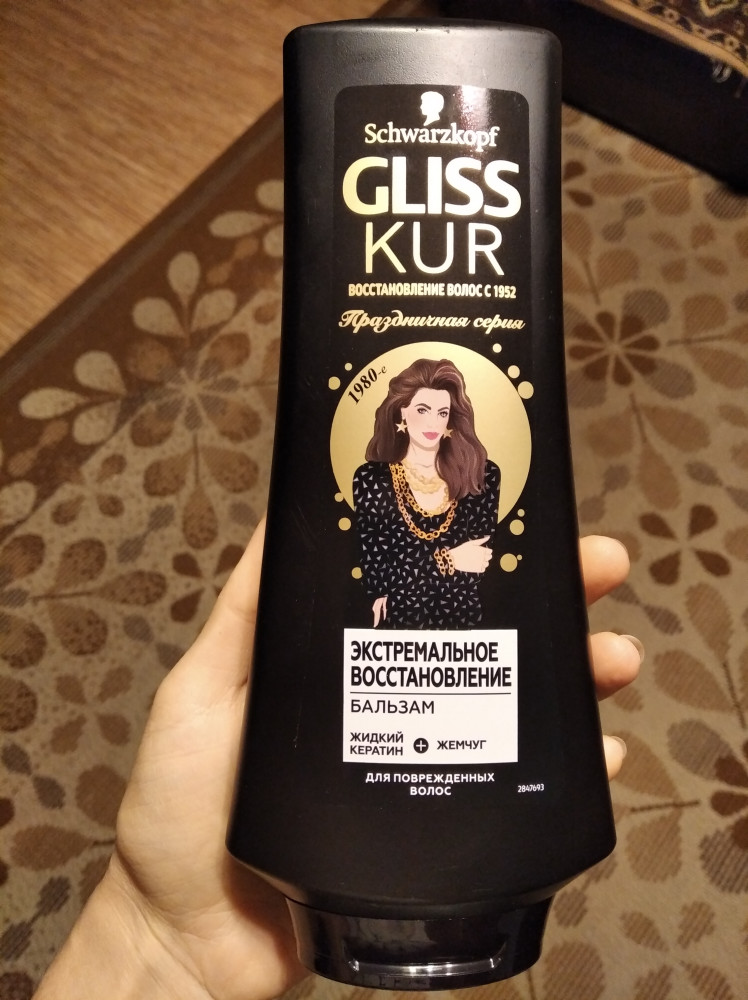 Schwarzkopf
GLISS
KUR
ВОССТАНОВЛЕНИЕ ВОЛОС С 1952
Праздничная серия
1980-е
ЭКСТРЕМАЛЬНОЕ
ВОССТАНОВЛЕНИЕ
БАЛЬЗАМ
ЖИДКИЙ
КЕРАТИН + ЖЕМЧУГ
ДЛЯ ПОВРЕЖДЕННЫХ
ВОЛОС
2847693